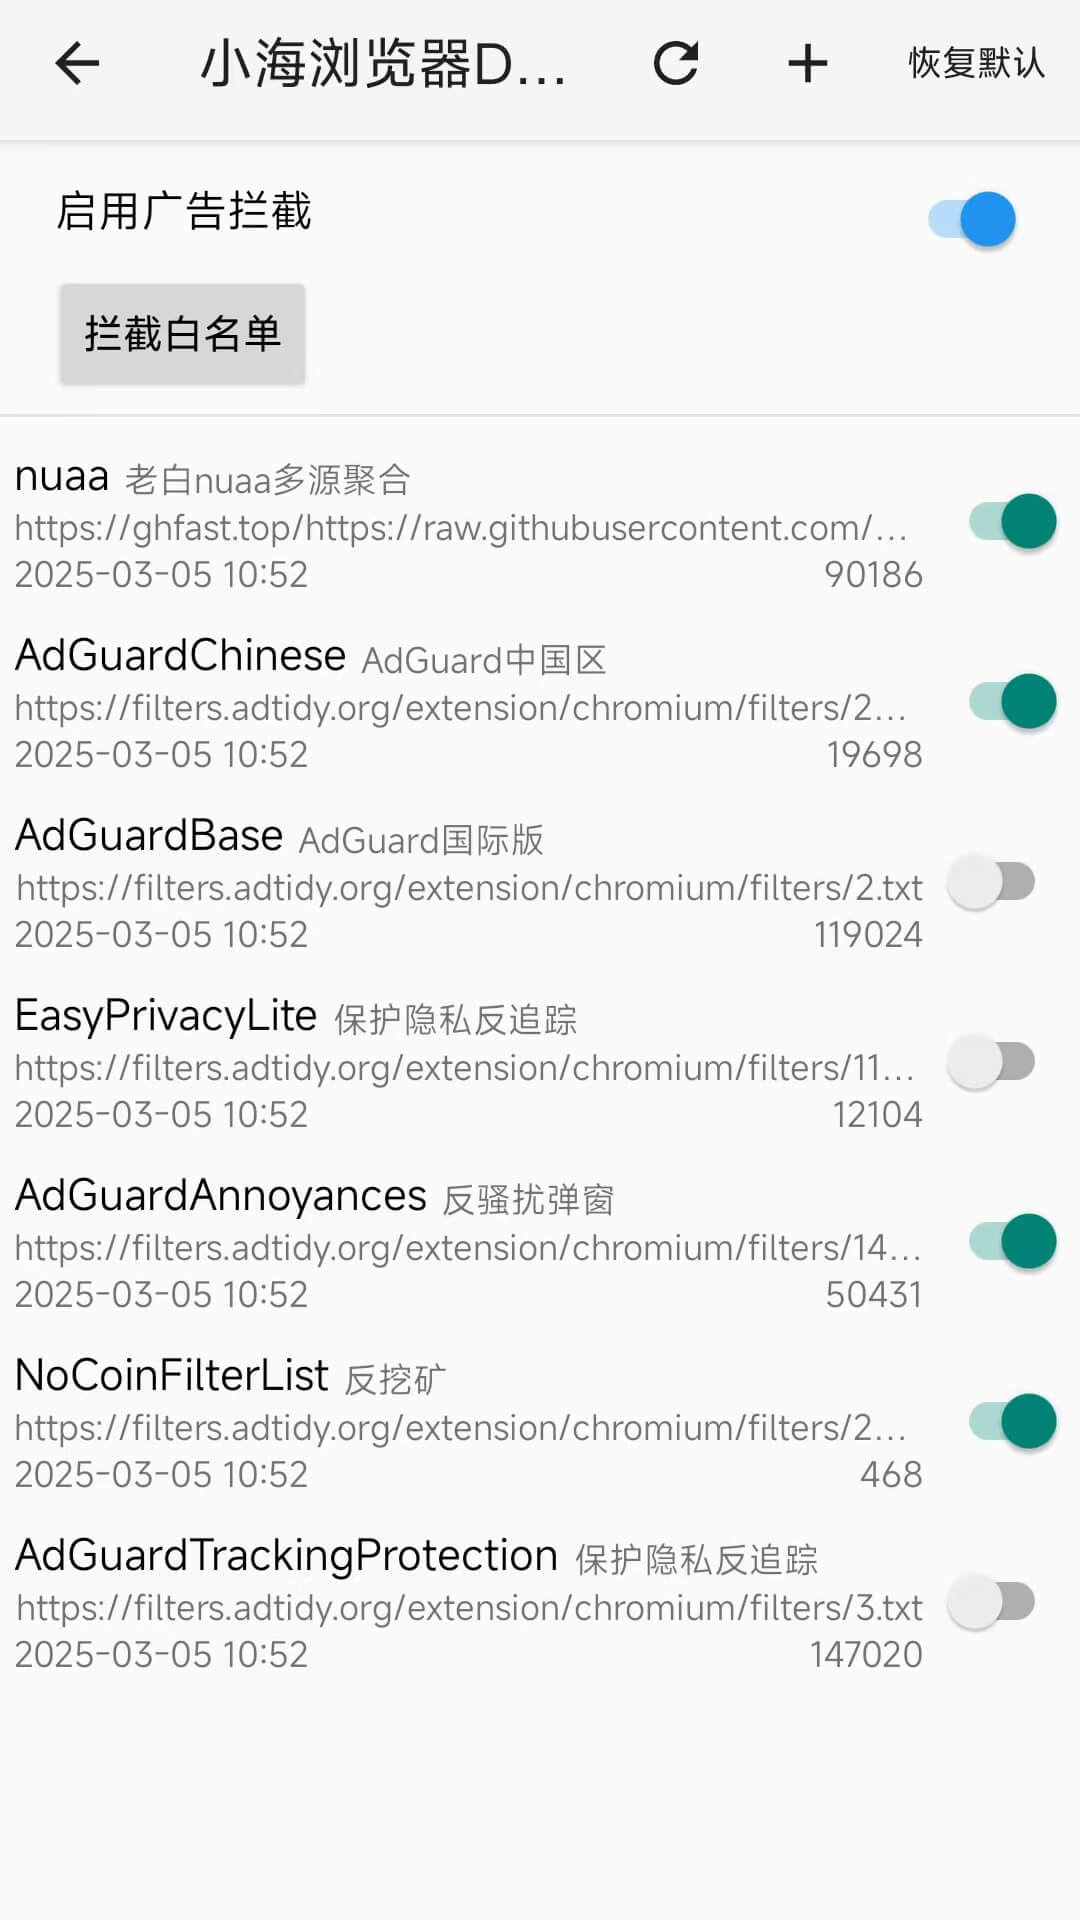 小海浏览器D...
恢复默认
启用广告拦截
拦截白名单
nuaa 老白nuaa多源聚合
https://ghfast.top/https://raw.githubusercontent.com/...
2025-03-05 10:52 90186
AdGuardChinese AdGuard中国区
https://filters.adtidy.org/extension/chromium/filters/2...
2025-03-05 10:52 19698
AdGuardBase AdGuard国际版
https://filters.adtidy.org/extension/chromium/filters/2.txt
2025-03-05 10:52 119024
EasyPrivacyLite 保护隐私反追踪
https://filters.adtidy.org/extension/chromium/filters/11...
2025-03-05 10:52 12104
AdGuardAnnoyances 反骚扰弹窗
https://filters.adtidy.org/extension/chromium/filters/14...
2025-03-05 10:52 50431
NoCoinFilterList 反挖矿
https://filters.adtidy.org/extension/chromium/filters/2...
2025-03-05 10:52 468
AdGuardTrackingProtection 保护隐私反追踪
https://filters.adtidy.org/extension/chromium/filters/3.txt
2025-03-05 10:52 147020